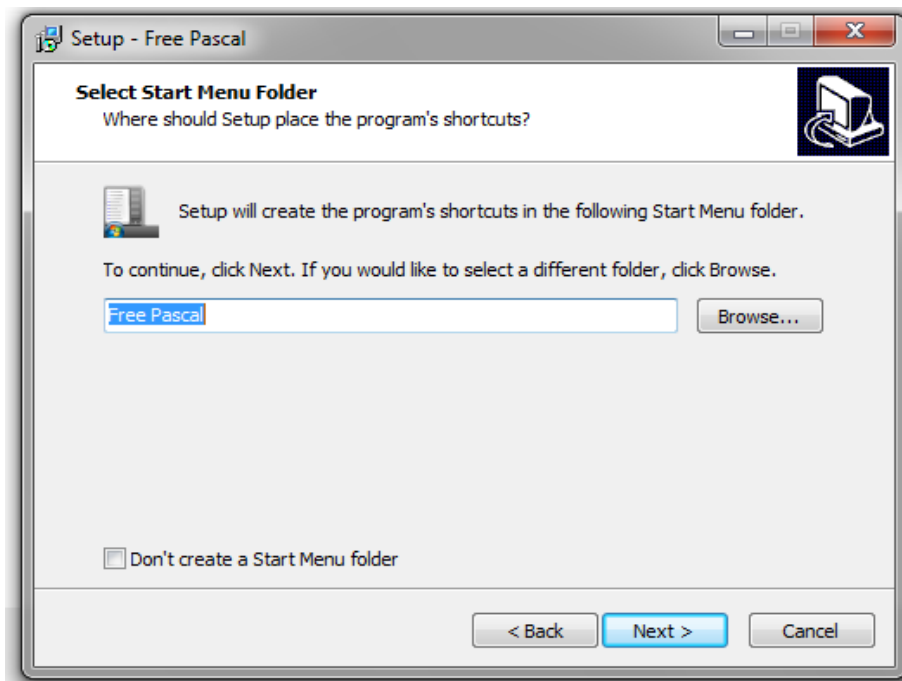 Setup - Free Pascal
Select Start Menu Folder
Where should Setup place the program's shortcuts?
Setup will create the program's shortcuts in the following Start Menu folder.
To continue, click Next. If you would like to select a different folder, click Browse.
Free Pascal
Browse...
Don't create a Start Menu folder
< Back
Next >
Cancel